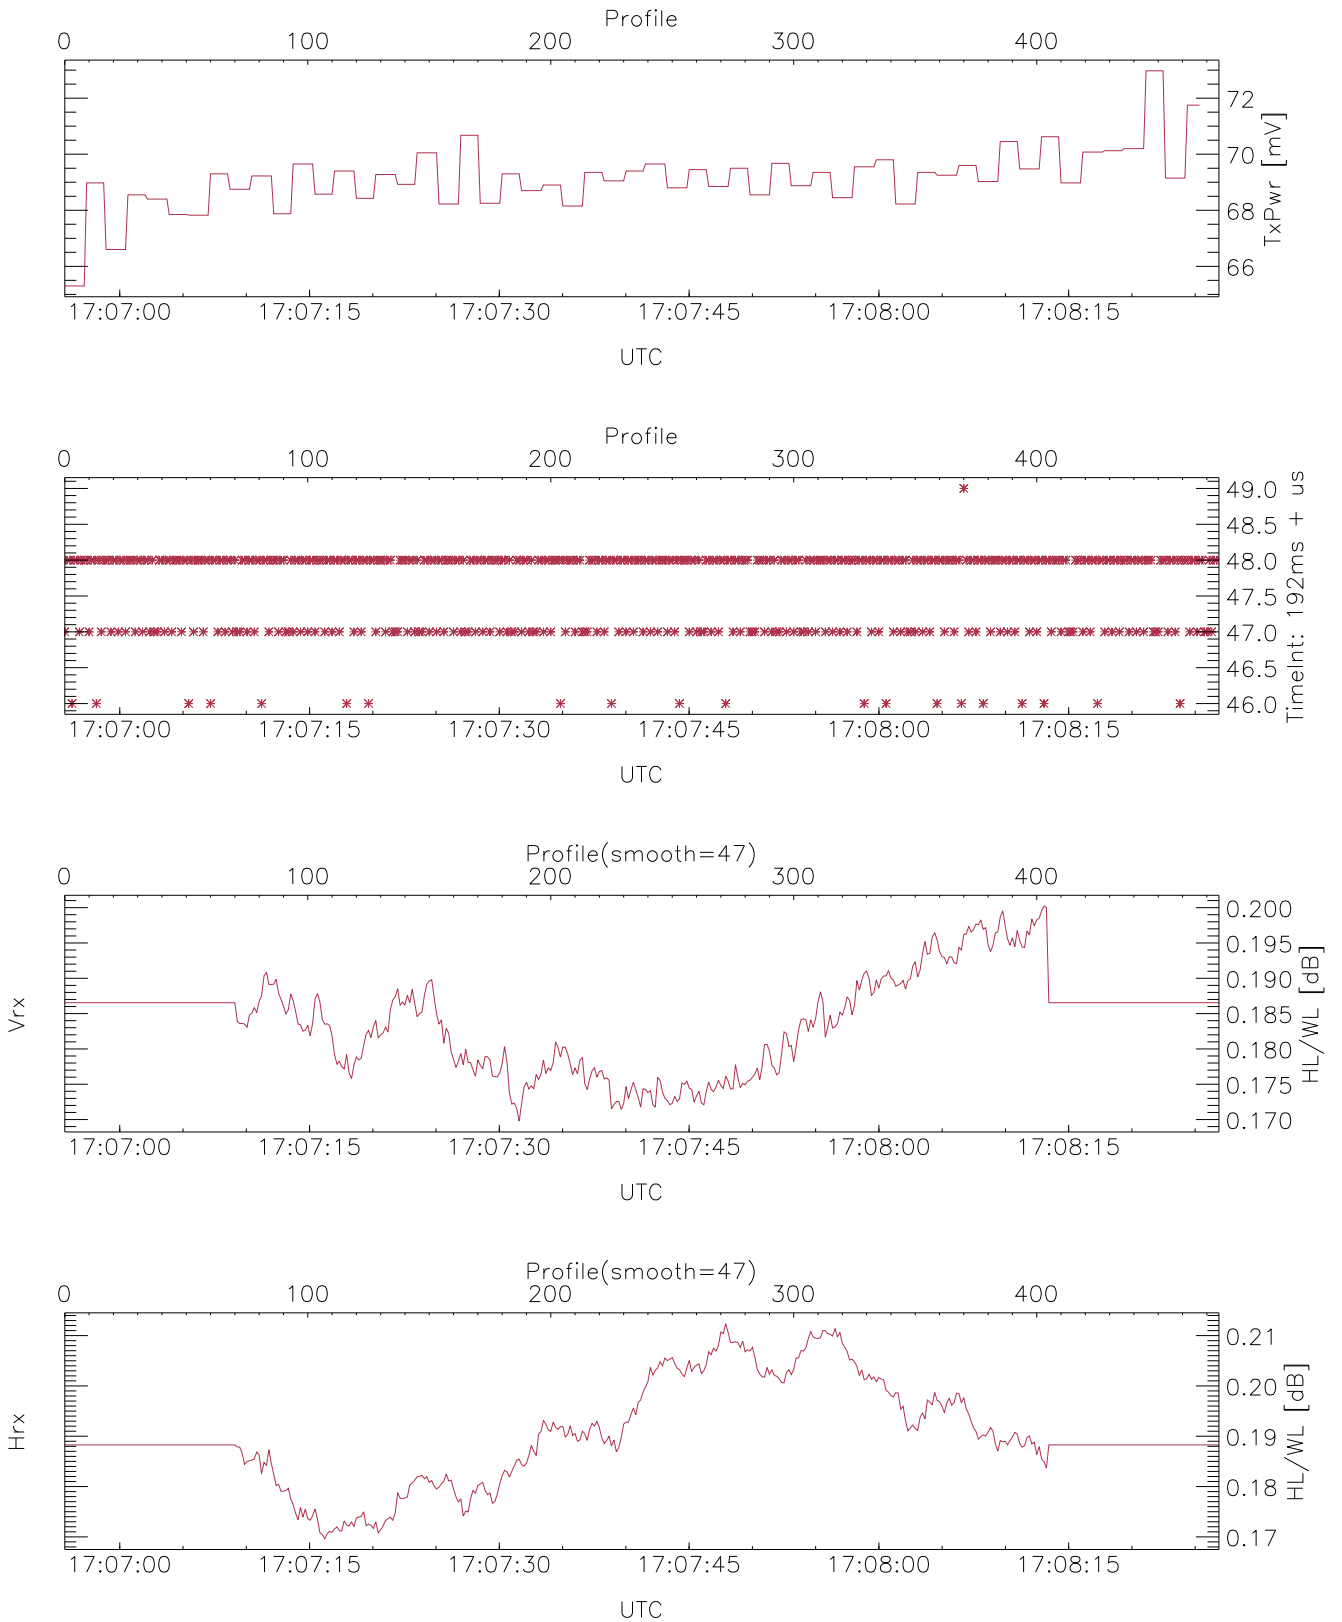 Profile
0 100 200 300 400
72
70
68
66
TxPwr [mV]
17:07:00 17:07:15 17:07:30 17:07:45 17:08:00 17:08:15
UTC
Profile
0 100 200 300 400
49.0
48.5
48.0
47.5
47.0
46.5
46.0
TimeInt: 192ms + us
17:07:00 17:07:15 17:07:30 17:07:45 17:08:00 17:08:15
UTC
Profile(smooth=47)
0 100 200 300 400
Vrx
0.200
0.195
0.190
0.185
0.180
0.175
0.170
HL/WL [dB]
17:07:00 17:07:15 17:07:30 17:07:45 17:08:00 17:08:15
UTC
Profile(smooth=47)
0 100 200 300 400
Hrx
0.21
0.20
0.19
0.18
0.17
HL/WL [dB]
17:07:00 17:07:15 17:07:30 17:07:45 17:08:00 17:08:15
UTC